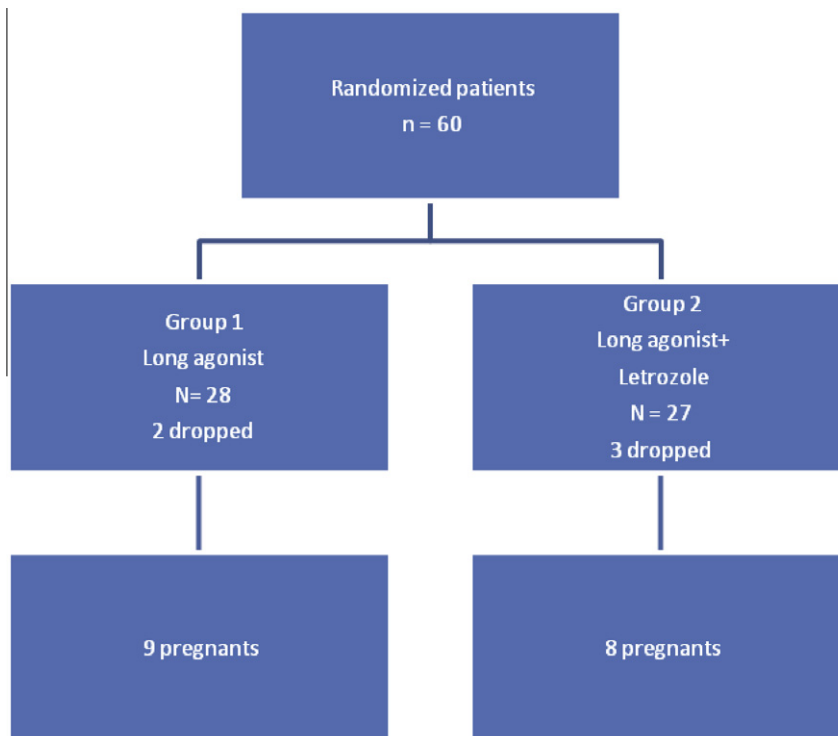 Randomized patients
n = 60
Group 1
Long agonist
N= 28
2 dropped
Group 2
Long agonist+
Letrozole
N = 27
3 dropped
9 pregnants
8 pregnants